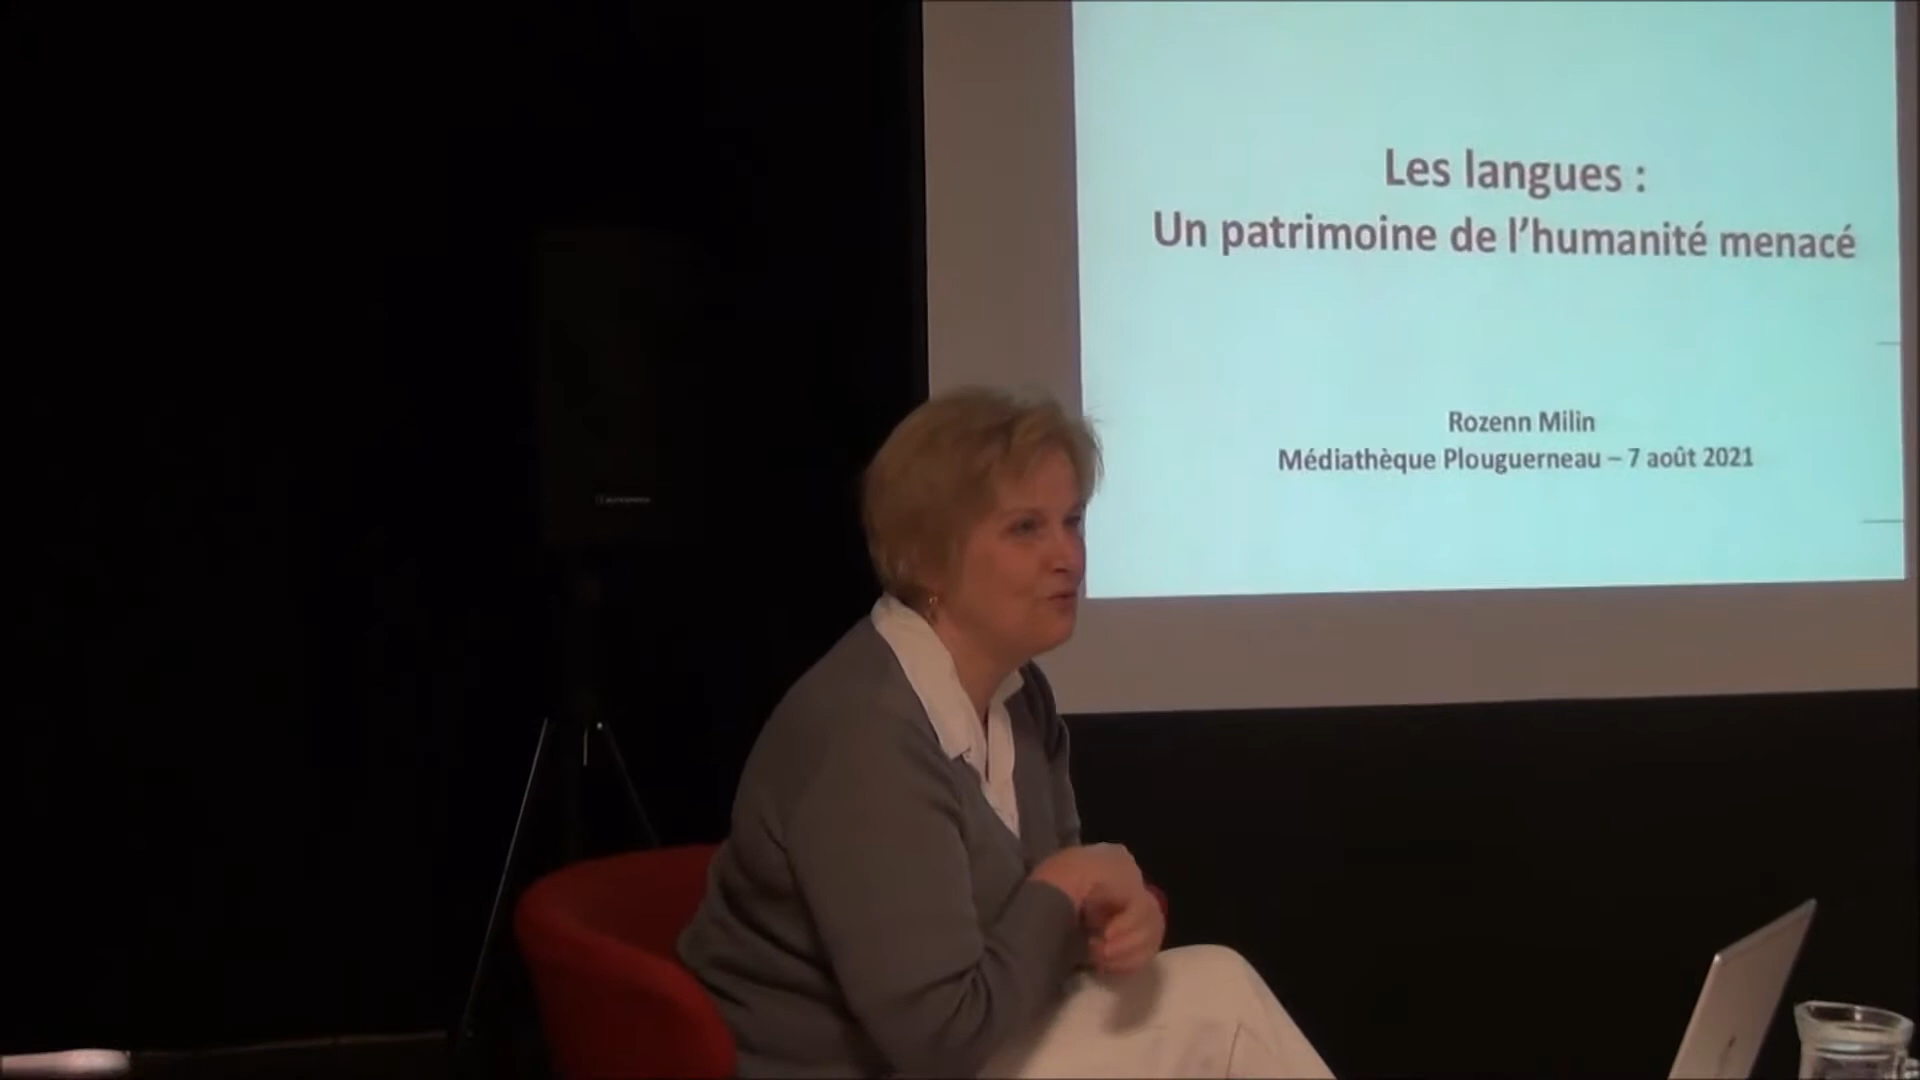 Les langues :
Un patrimoine de l’humanité menacé
Rozenn Milin
Médiathèque Plouguerneau – 7 août 2021